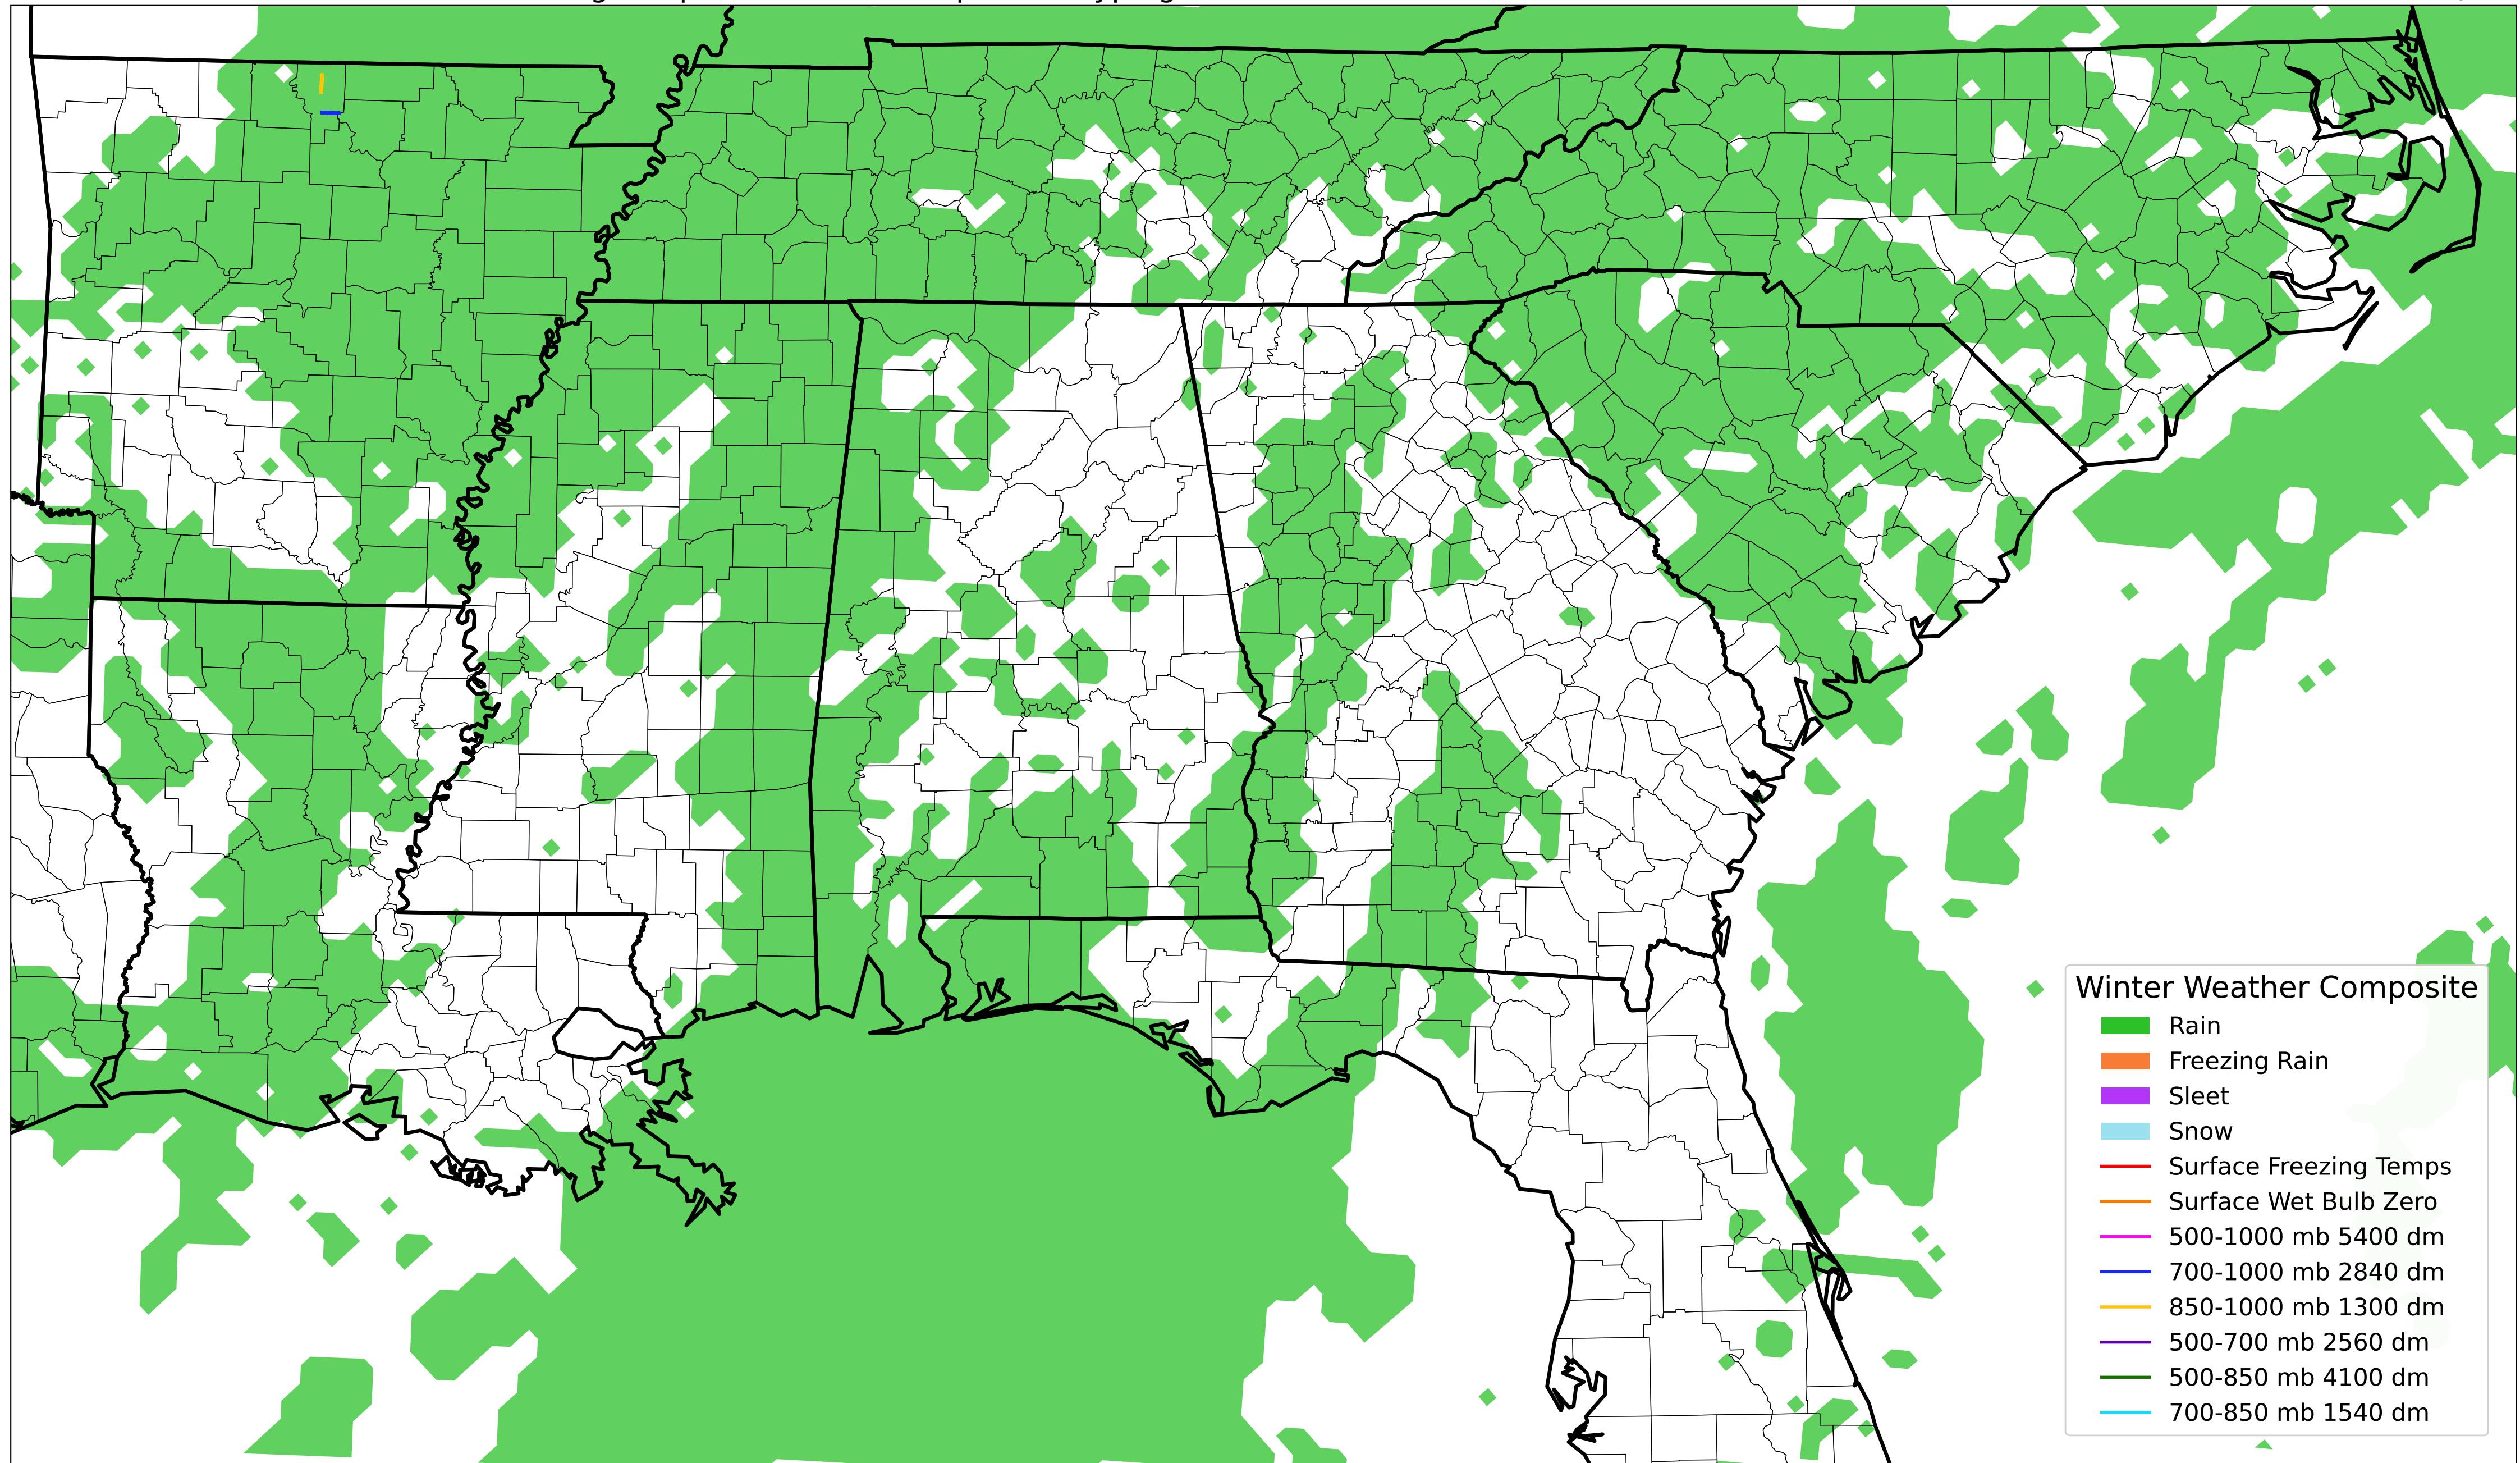 Winter Weather Composite
Rain
Freezing Rain
Sleet
Snow
Surface Freezing Temps
Surface Wet Bulb Zero
500-1000 mb 5400 dm
700-1000 mb 2840 dm
850-1000 mb 1300 dm
500-700 mb 2560 dm
500-850 mb 4100 dm
700-850 mb 1540 dm